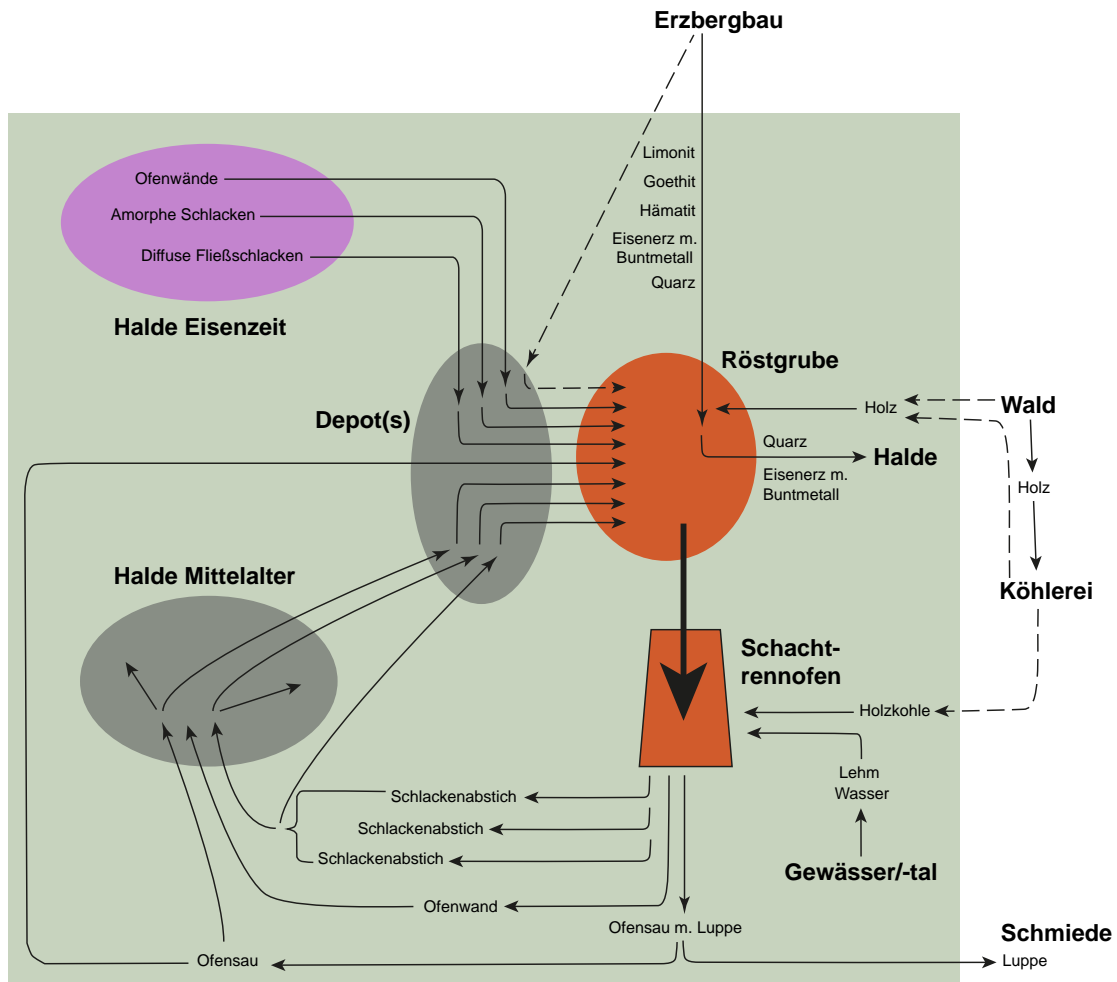 Erzbergbau
Limonit
Goethit
Hämatit
Eisenerz m.
Buntmetall
Quarz
Ofenwände
Amorphe Schlacken
Diffuse Fließschlacken
Halde Eisenzeit
Röstgrube
Depot(s)
Holz
Wald
Quarz
Halde
Eisenerz m.
Buntmetall
Holz
Halde Mittelalter
Köhlerei
Schacht-
rennofen
Holzkohle
Lehm
Wasser
Schlackenabstich
Schlackenabstich
Schlackenabstich
Gewässer/-tal
Ofenwand
Ofensau m. Luppe
Schmiede
Ofensau
Luppe